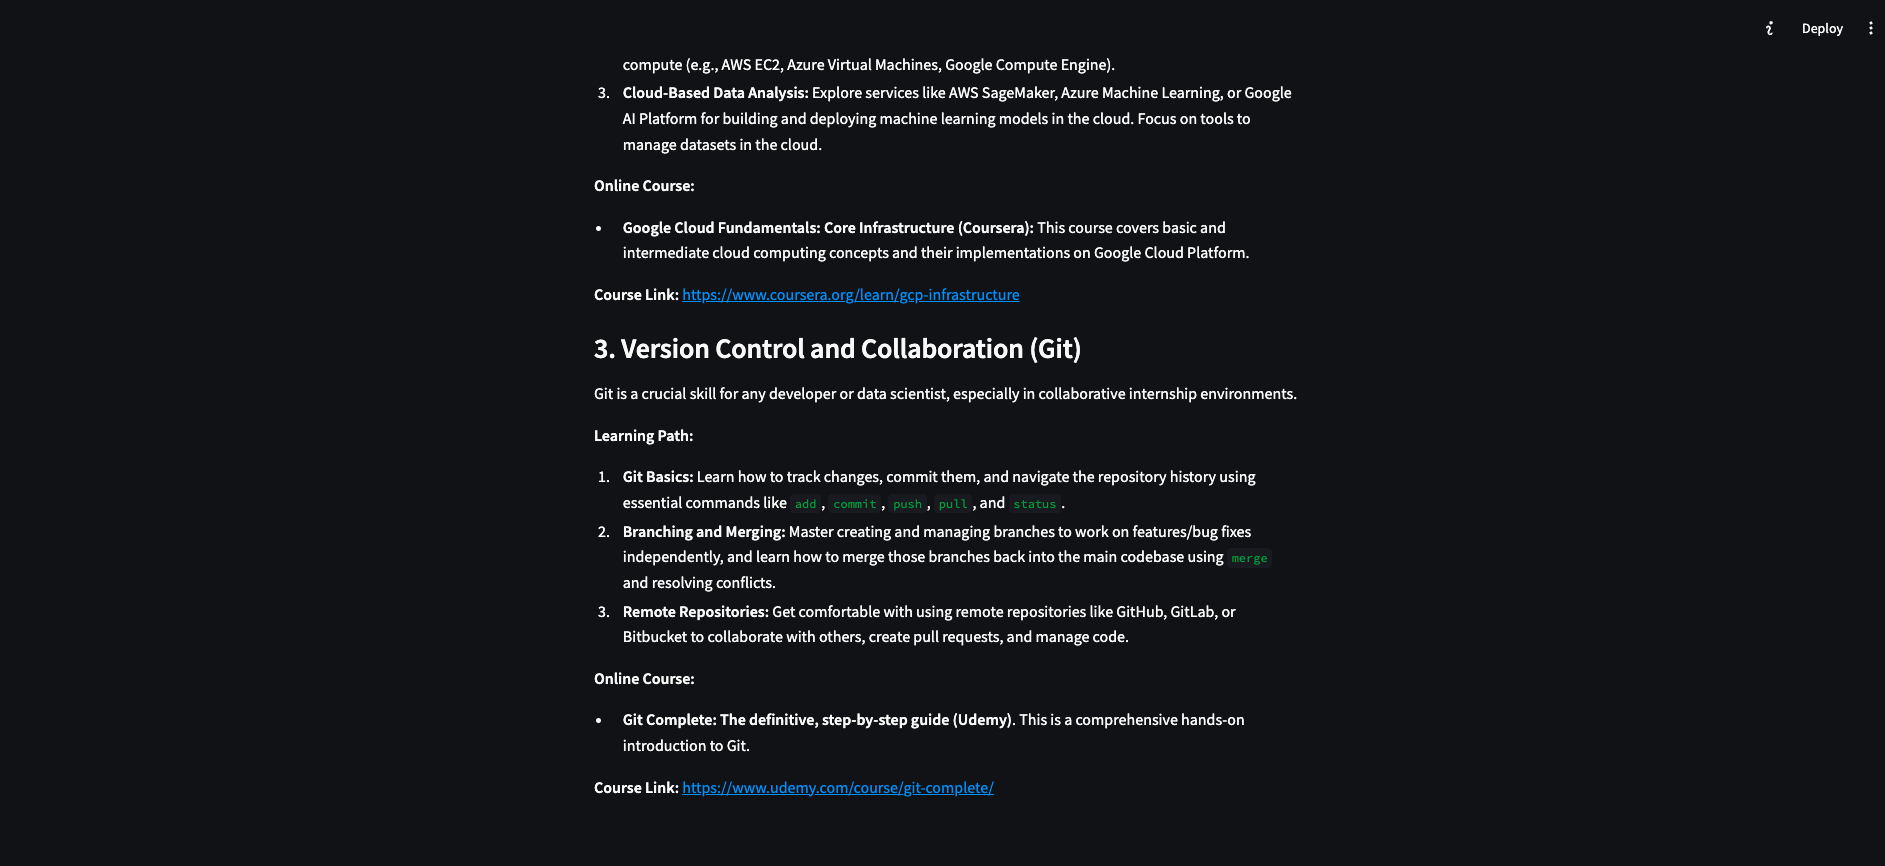 Deploy
compute (e.g., AWS EC2, Azure Virtual Machines, Google Compute Engine).
3. Cloud-Based Data Analysis: Explore services like AWS SageMaker, Azure Machine Learning, or Google
AI Platform for building and deploying machine learning models in the cloud. Focus on tools to
manage datasets in the cloud.
Online Course:
• Google Cloud Fundamentals: Core Infrastructure (Coursera): This course covers basic and
intermediate cloud computing concepts and their implementations on Google Cloud Platform.
Course Link: https://www.coursera.org/learn/gcp-infrastructure
3. Version Control and Collaboration (Git)
Git is a crucial skill for any developer or data scientist, especially in collaborative internship environments.
Learning Path:
1. Git Basics: Learn how to track changes, commit them, and navigate the repository history using
essential commands like add, commit, push, pull, and status.
2. Branching and Merging: Master creating and managing branches to work on features/bug fixes
independently, and learn how to merge those branches back into the main codebase using merge
and resolving conflicts.
3. Remote Repositories: Get comfortable with using remote repositories like GitHub, GitLab, or
Bitbucket to collaborate with others, create pull requests, and manage code.
Online Course:
• Git Complete: The definitive, step-by-step guide (Udemy). This is a comprehensive hands-on
introduction to Git.
Course Link: https://www.udemy.com/course/git-complete/